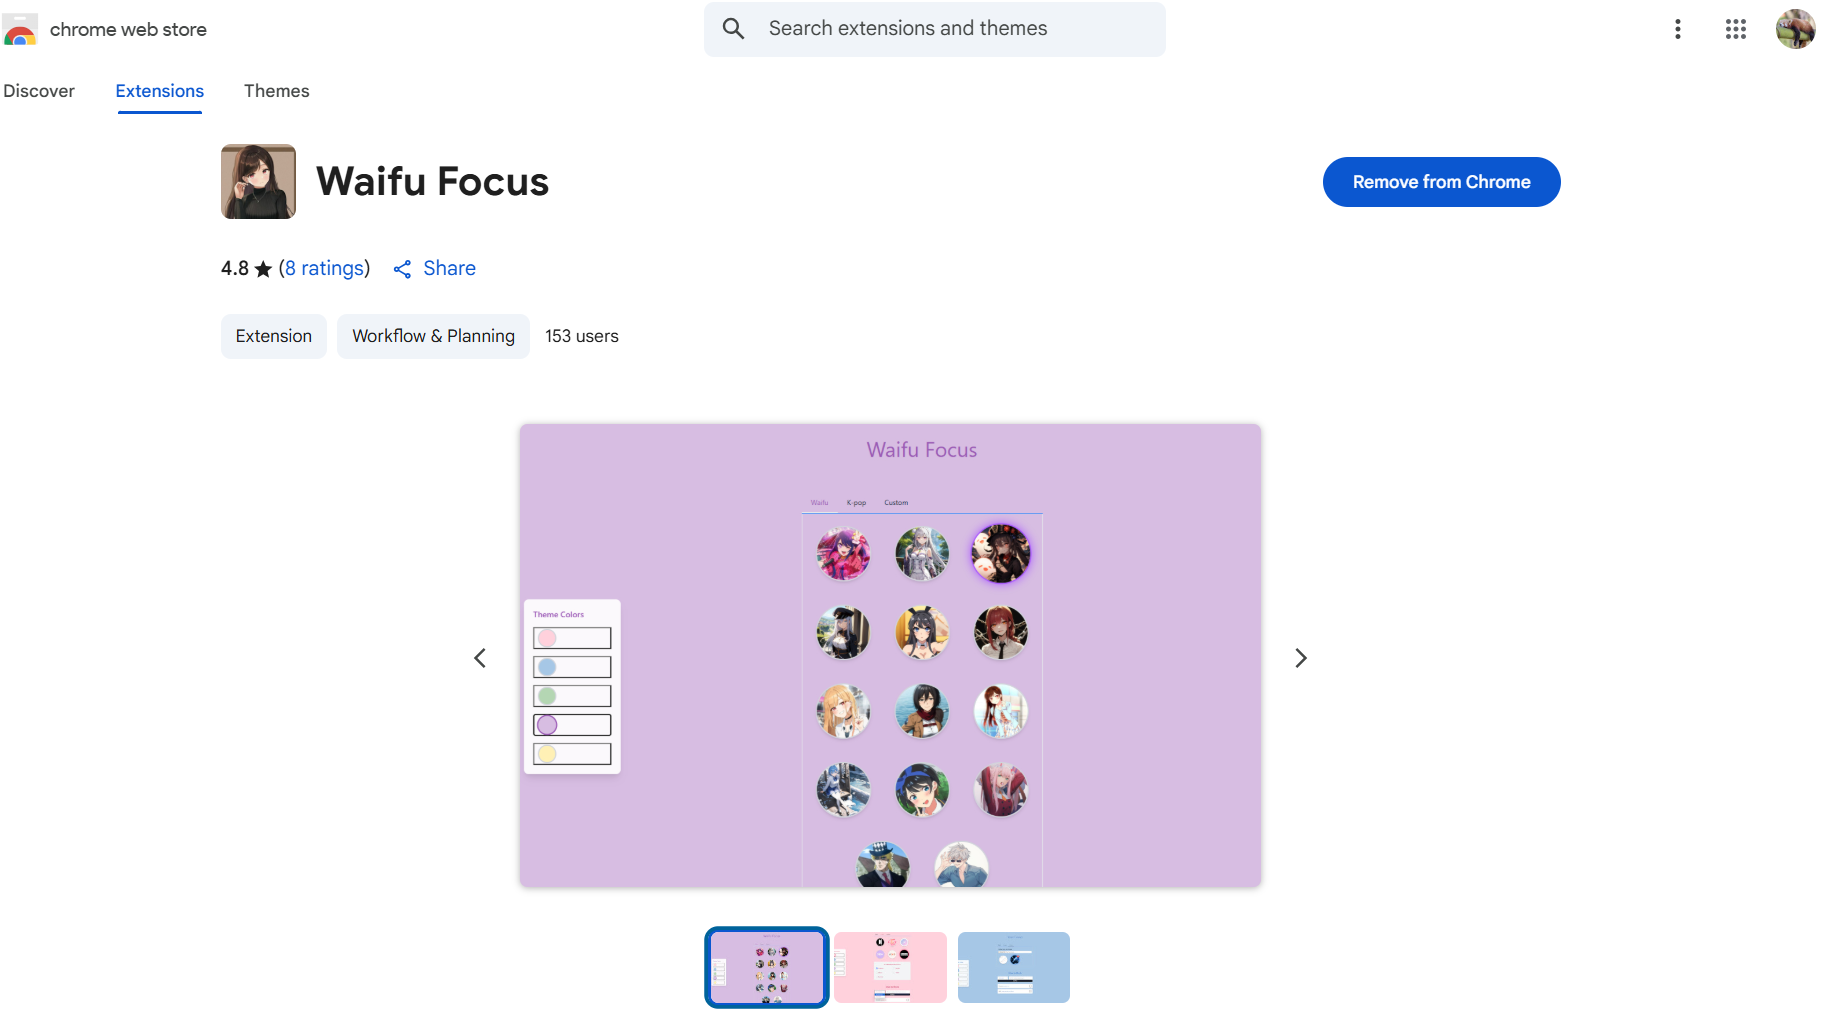 chrome web store
Search extensions and themes
Discover
Extensions
Themes
Waifu Focus
Remove from Chrome
4.8 ★ (8 ratings)
Share
Extension
Workflow & Planning
153 users
Waifu Focus
Waifu
K-pop
Custom
Theme Colors